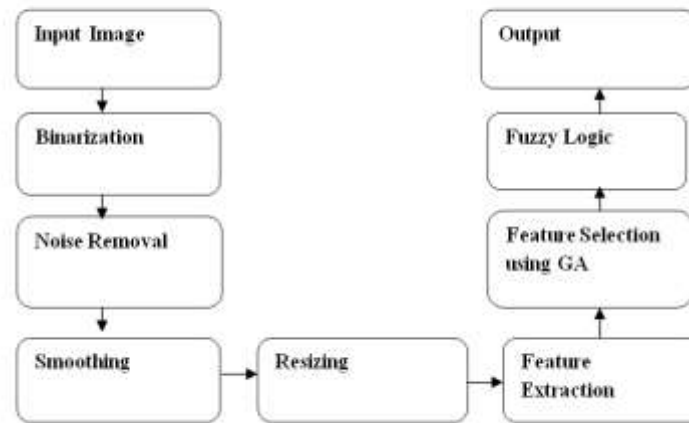 Input Image
Binarization
Noise Removal
Smoothing
Resizing
Feature
Extraction
Feature Selection
using GA
Fuzzy Logic
Output